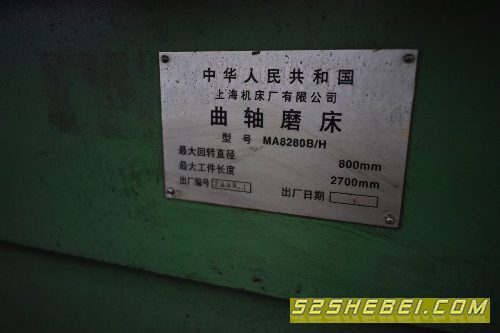 中华人民共和国
上海机床厂有限公司
曲轴磨床
型号 MA8280B/H
最大回转直径 800mm
最大工件长度 2700mm
出厂编号 出厂日期
52SHEBEI.COM